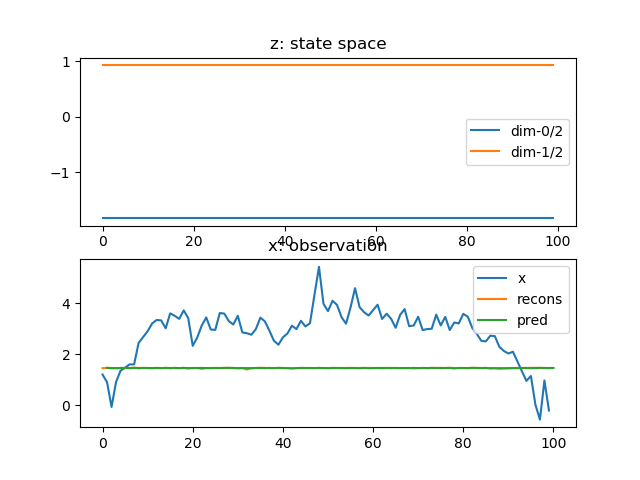 z: state space
1
0
−1
dim-0/2
dim-1/2
0 20 40 60 80 100
x: observation
4
2
0
x
recons
pred
0 20 40 60 80 100